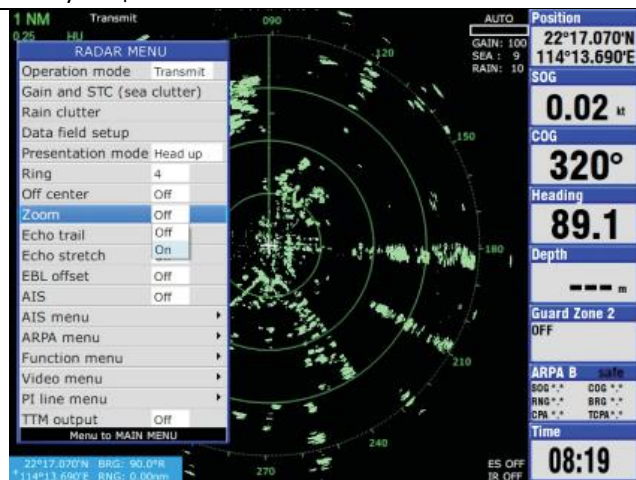 1 NM Transmit
0.25 HU
RADAR MENU
Operation mode Transmit
Gain and STC (sea clutter)
Rain clutter
Data field setup
Presentation mode Head up
Ring 4
Off center Off
Zoom Off
Echo trail Off
Echo stretch On
EBL offset Off
AIS Off
AIS menu
ARPA menu
Function menu
Video menu
PI line menu
TTM output Off
Menu to MAIN MENU
22°17.070'N BRG: 90.0°R
+114°13.690'E RNG: 0.00nm
090
120
150
180
210
240
270
AUTO
GAIN: 100
SEA : 9
RAIN: 10
ES OFF
IR OFF
Position
22°17.070'N
114°13.690'E
SOG
0.02 kt
COG
320°
Heading
89.1
Depth
--- m
Guard Zone 2
OFF
ARPA B safe
SOG *.* COG *.*
RNG*.* BRG *.*
CPA *.* TCPA*.*
Time
08:19